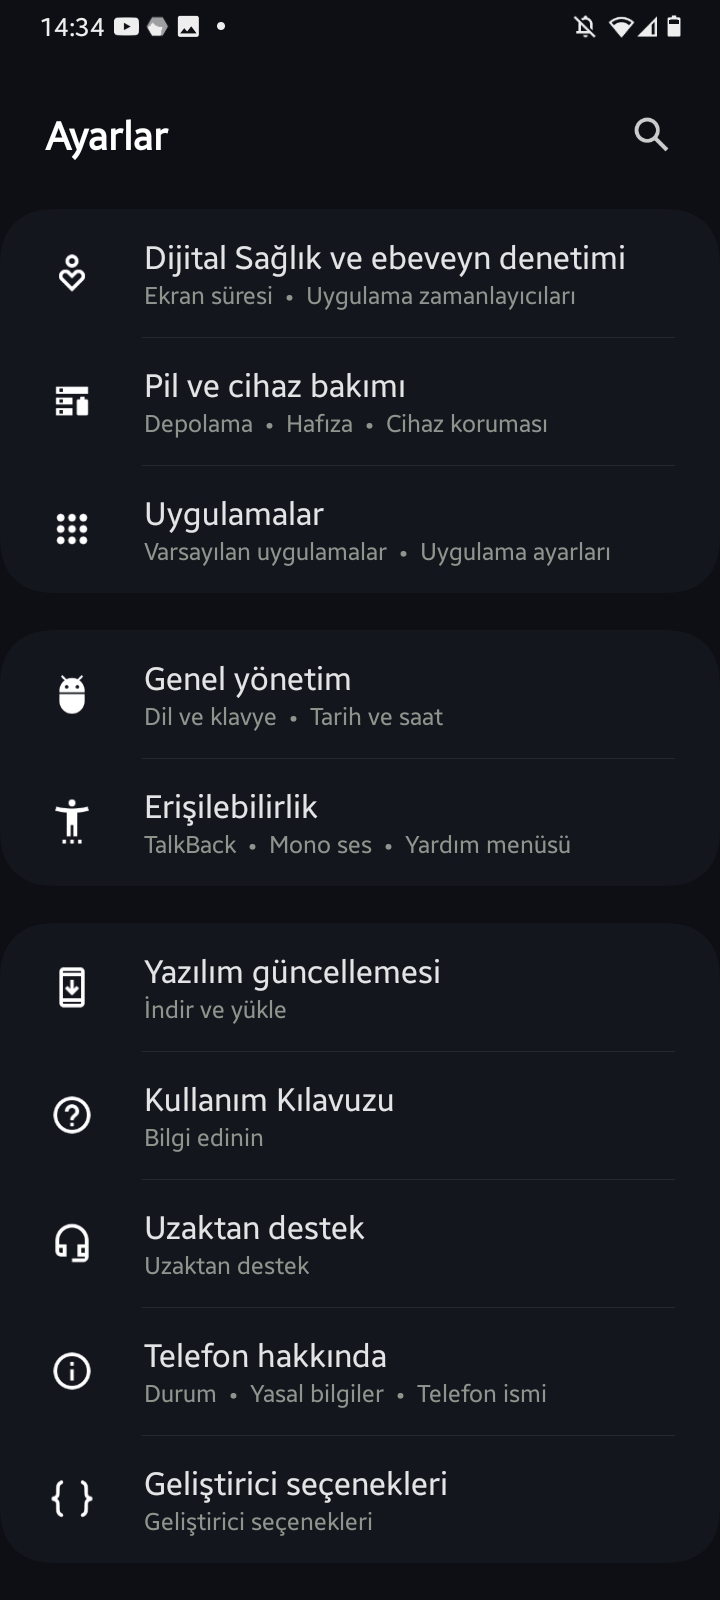 14:34
Ayarlar
Dijital Sağlık ve ebeveyn denetimi
Ekran süresi • Uygulama zamanlayıcıları
Pil ve cihaz bakımı
Depolama • Hafıza • Cihaz koruması
Uygulamalar
Varsayılan uygulamalar • Uygulama ayarları
Genel yönetim
Dil ve klavye • Tarih ve saat
Erişilebilirlik
TalkBack • Mono ses • Yardım menüsü
Yazılım güncellemesi
İndir ve yükle
Kullanım Kılavuzu
Bilgi edinin
Uzaktan destek
Uzaktan destek
Telefon hakkında
Durum • Yasal bilgiler • Telefon ismi
Geliştirici seçenekleri
Geliştirici seçenekleri